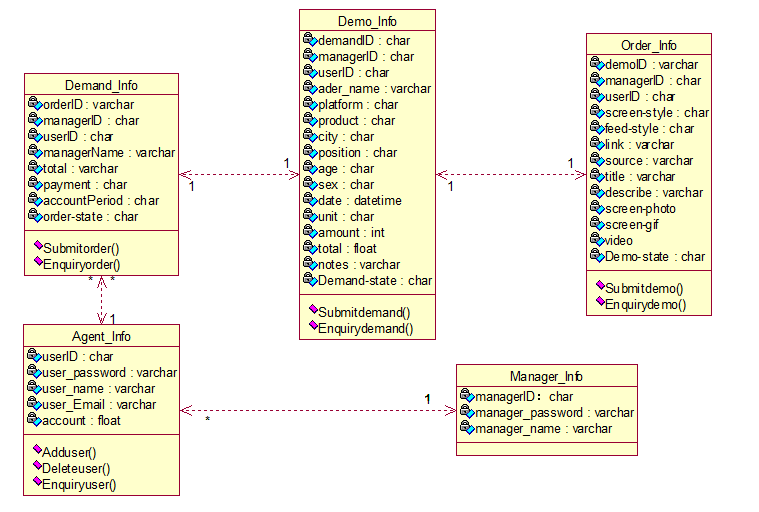 Demo_Info
demandID : char
managerID : char
userID : char
ader_name : varchar
platform : char
product : char
city : char
position : char
age : char
sex : char
date : datetime
unit : char
amount : int
total : float
notes : varchar
Demand-state : char
Submitdemand()
Enquirydemand()
Order_Info
demoID : varchar
managerID : char
userID : char
screen-style : char
feed-style : char
link : varchar
source : varchar
title : varchar
describe : varchar
screen-photo
screen-gif
video
Demo-state : char
Submitdemo()
Enquirydemo()
Demand_Info
orderID : varchar
managerID : char
userID : char
managerName : varchar
total : varchar
payment : char
accountPeriod : char
order-state : char
Submitorder()
Enquiryorder()
1
1
1
1
* *
1
Agent_Info
userID : char
user_password : varchar
user_name : varchar
user_Email : varchar
account : float
Adduser()
Deleteuser()
Enquiryuser()
*
1
Manager_Info
managerID : char
manager_password : varchar
manager_name : varchar